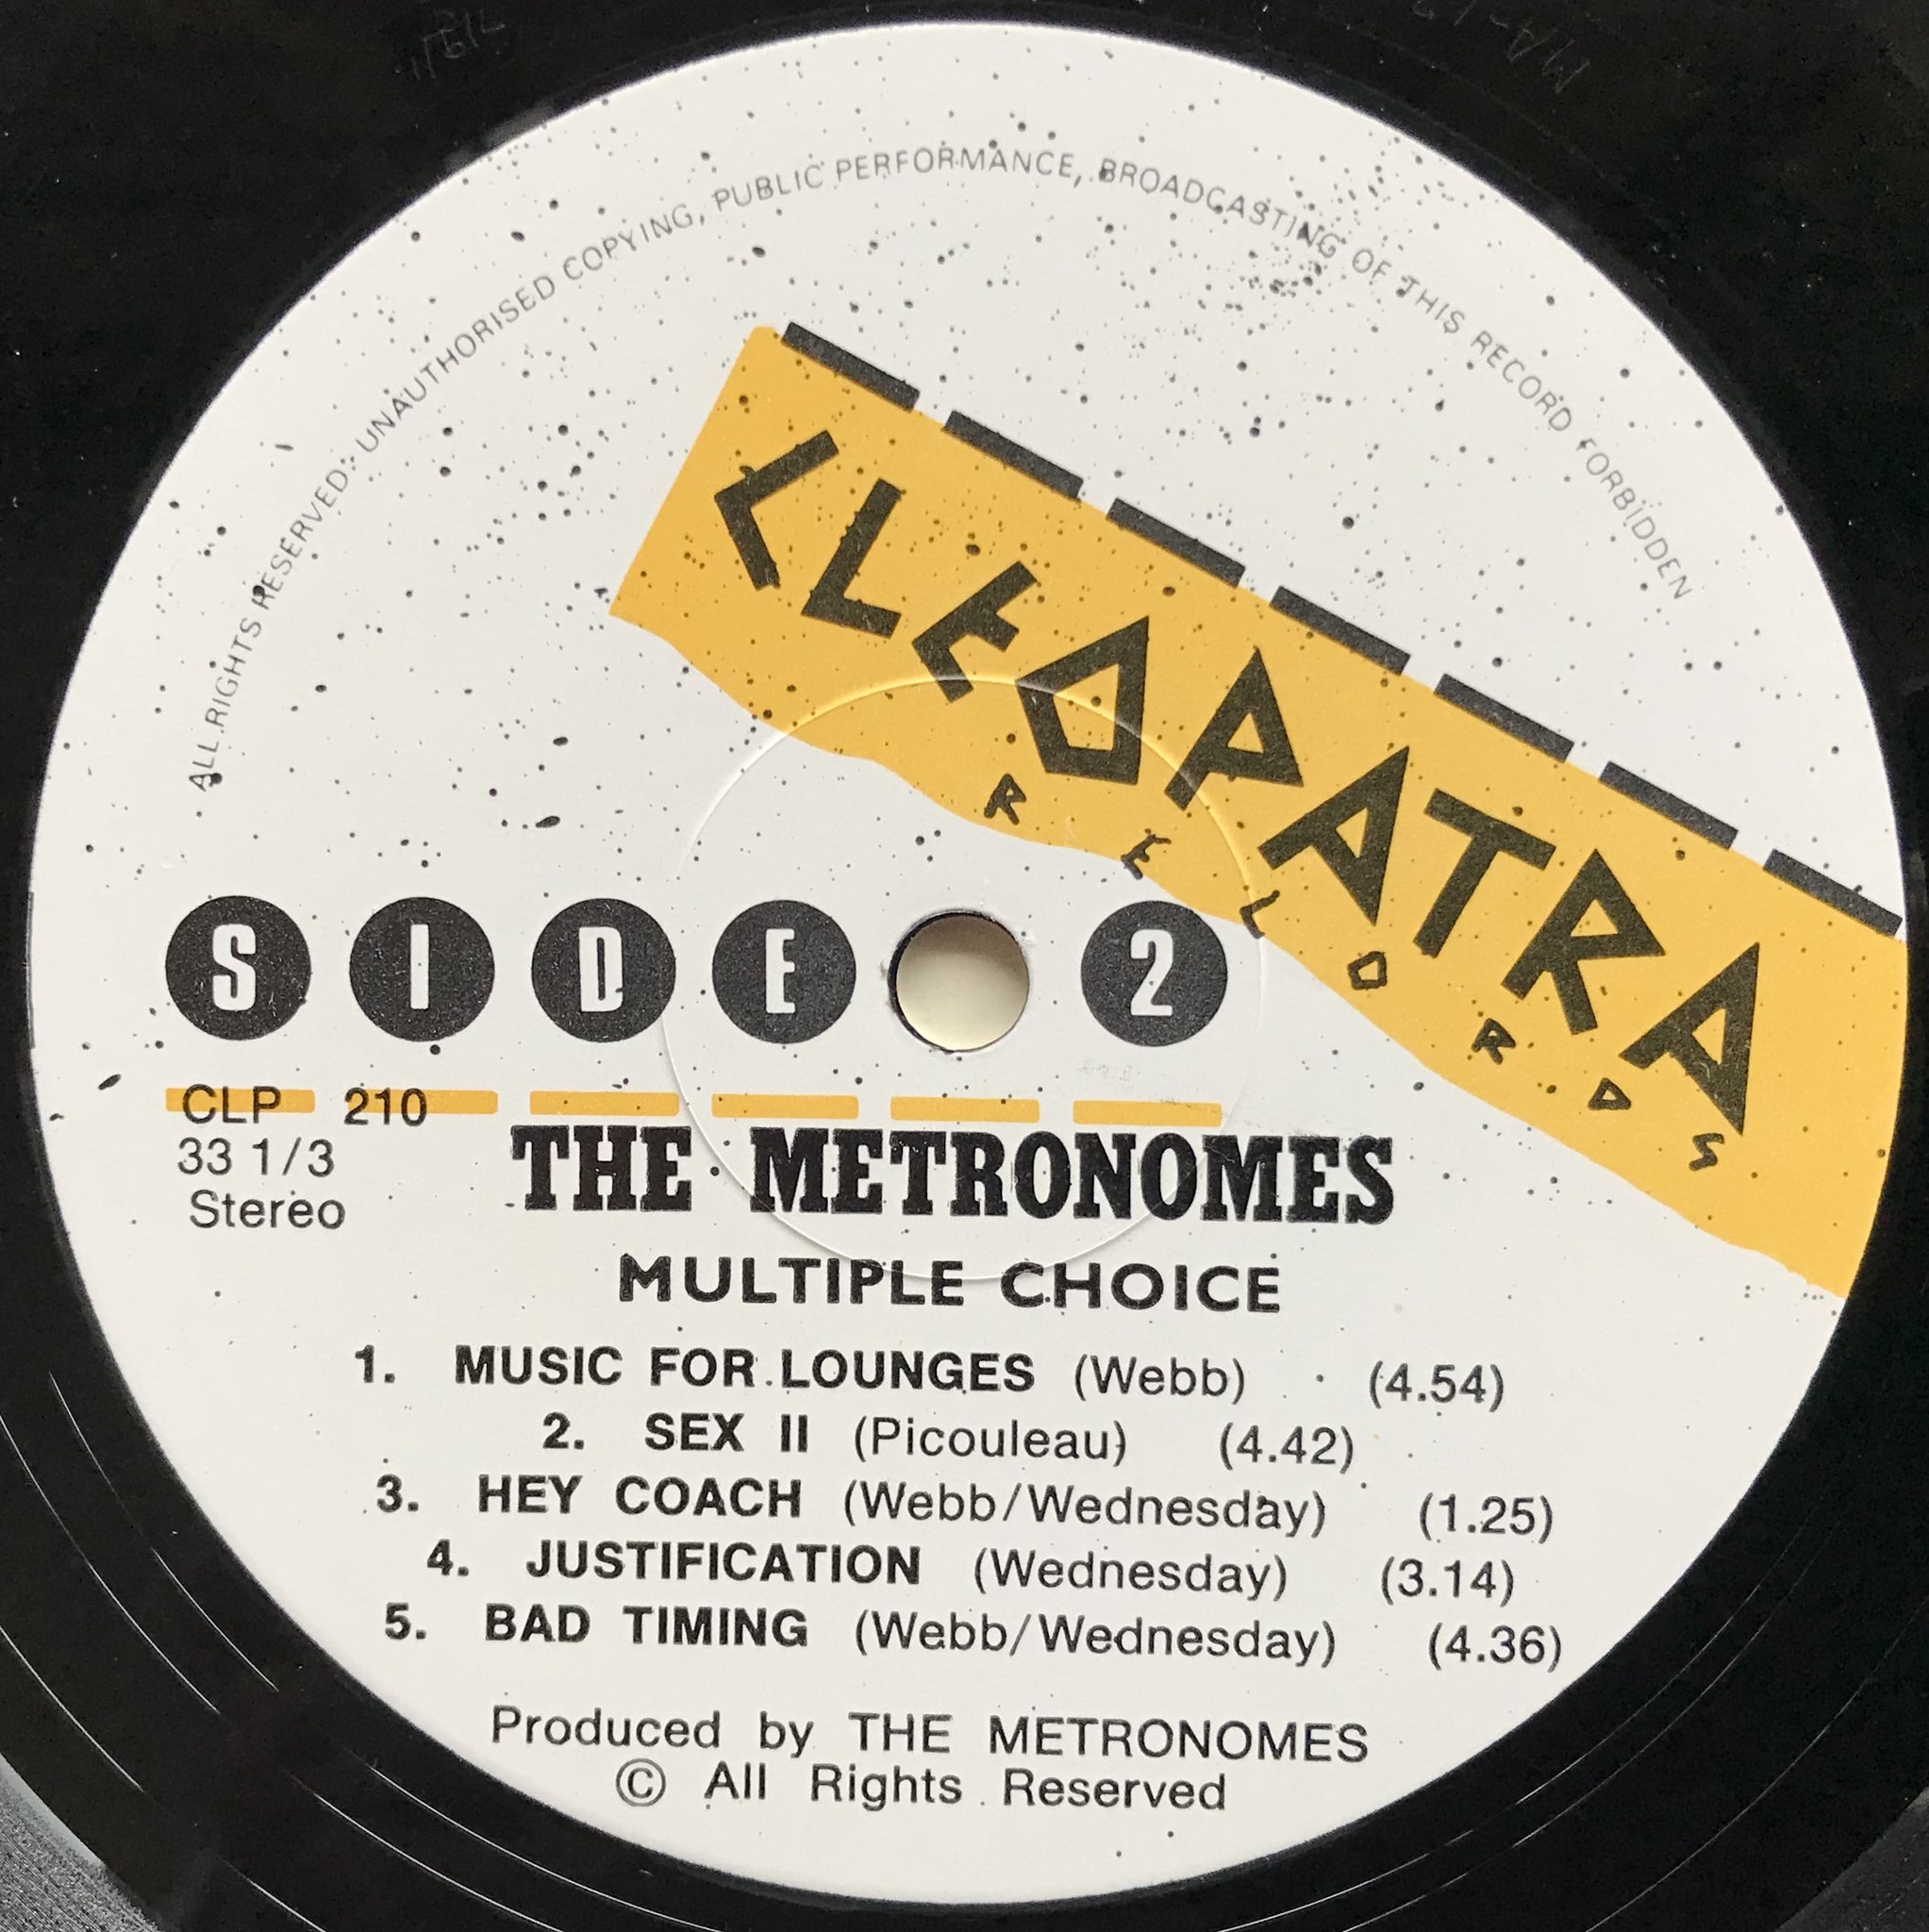 ALL RIGHTS RESERVED. UNAUTHORISED COPYING, PUBLIC PERFORMANCE, BROADCASTING OF THIS RECORD FORBIDDEN
CLEOPATRA
RECORDS
SIDE 2
CLP 210
33 1/3
Stereo
THE METRONOMES
MULTIPLE CHOICE
1. MUSIC FOR LOUNGES (Webb) (4.54)
2. SEX II (Picouleau) (4.42)
3. HEY COACH (Webb/Wednesday) (1.25)
4. JUSTIFICATION (Wednesday) (3.14)
5. BAD TIMING (Webb/Wednesday) (4.36)
Produced by THE METRONOMES
© All Rights Reserved